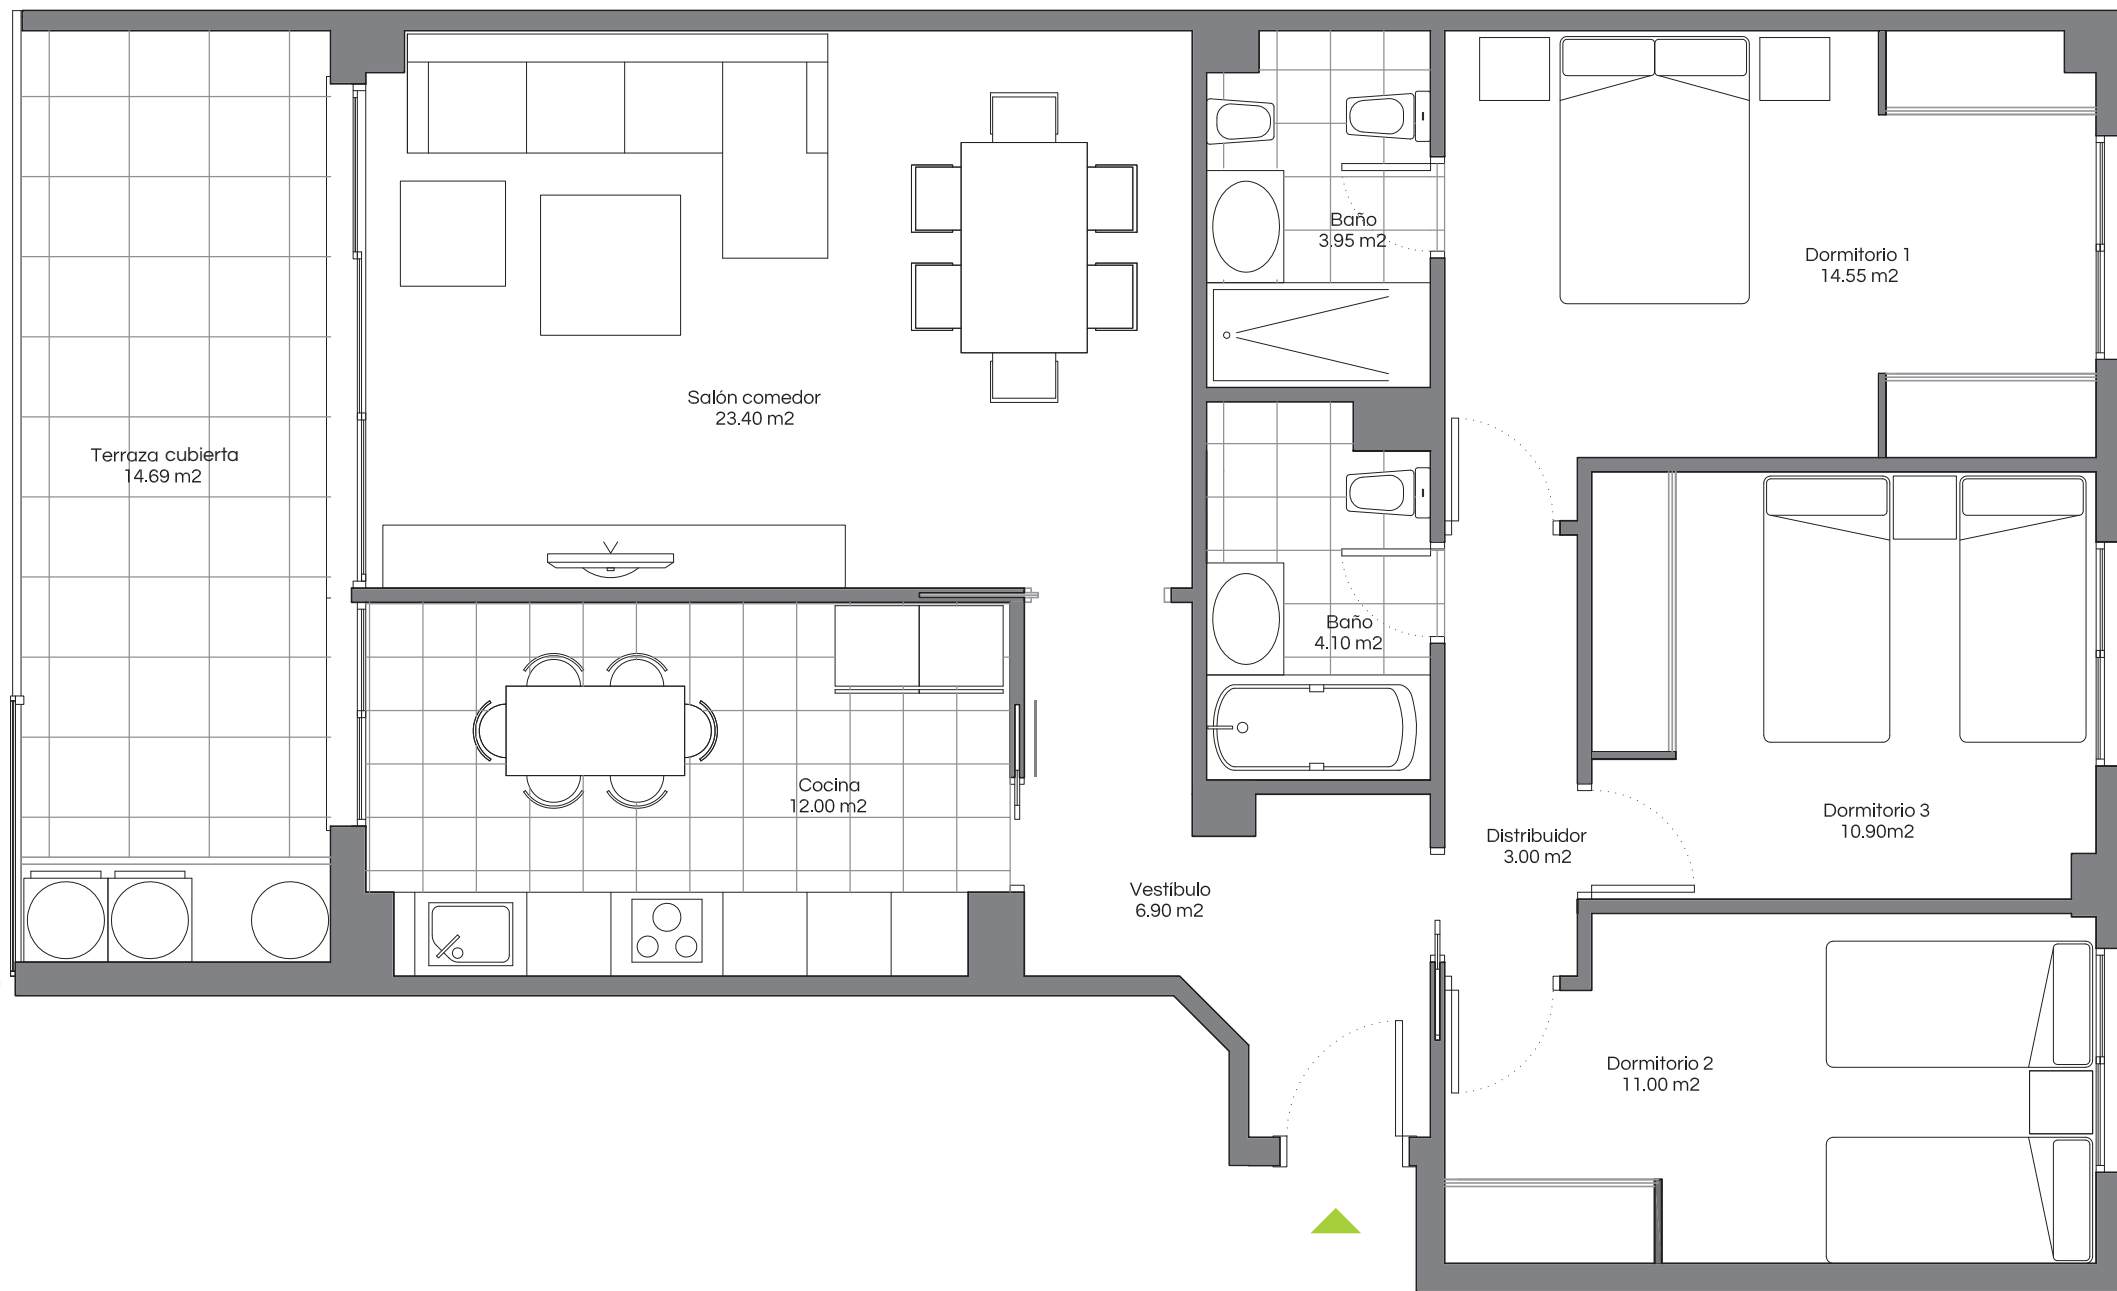 Baño
3.95 m2
Dormitorio 1
14.55 m2
Salón comedor
23.40 m2
Terraza cubierta
14.69 m2
Baño
4.10 m2
Cocina
12.00 m2
Dormitorio 3
10.90m2
Distribuidor
3.00 m2
Vestíbulo
6.90 m2
Dormitorio 2
11.00 m2